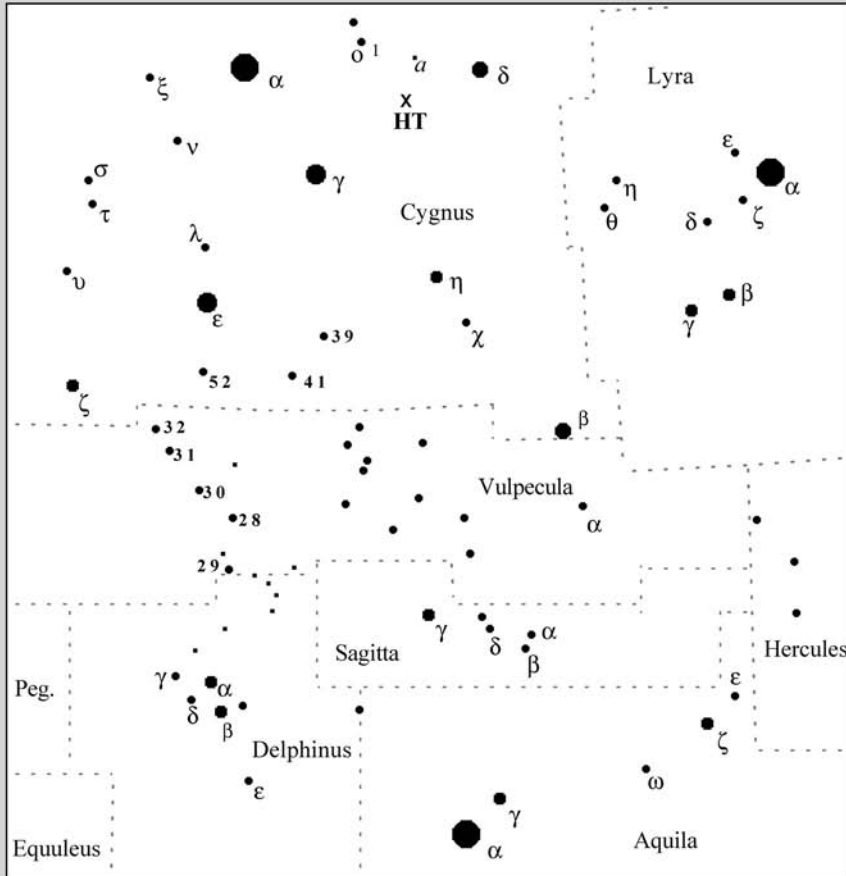 ο 1
a
α
δ
ξ
Lyra
HT
ν
ε
σ
γ
α
η
τ
Cygnus
θ
δ
ζ
λ
υ
η
β
ε
γ
39
χ
52
41
ζ
β
32
31
Vulpecula
30
α
28
29
γ
δ
α
Sagitta
β
Hercules
Peg.
γ
α
ε
δ
β
ζ
Delphinus
ω
ε
γ
Equuleus
α
Aquila